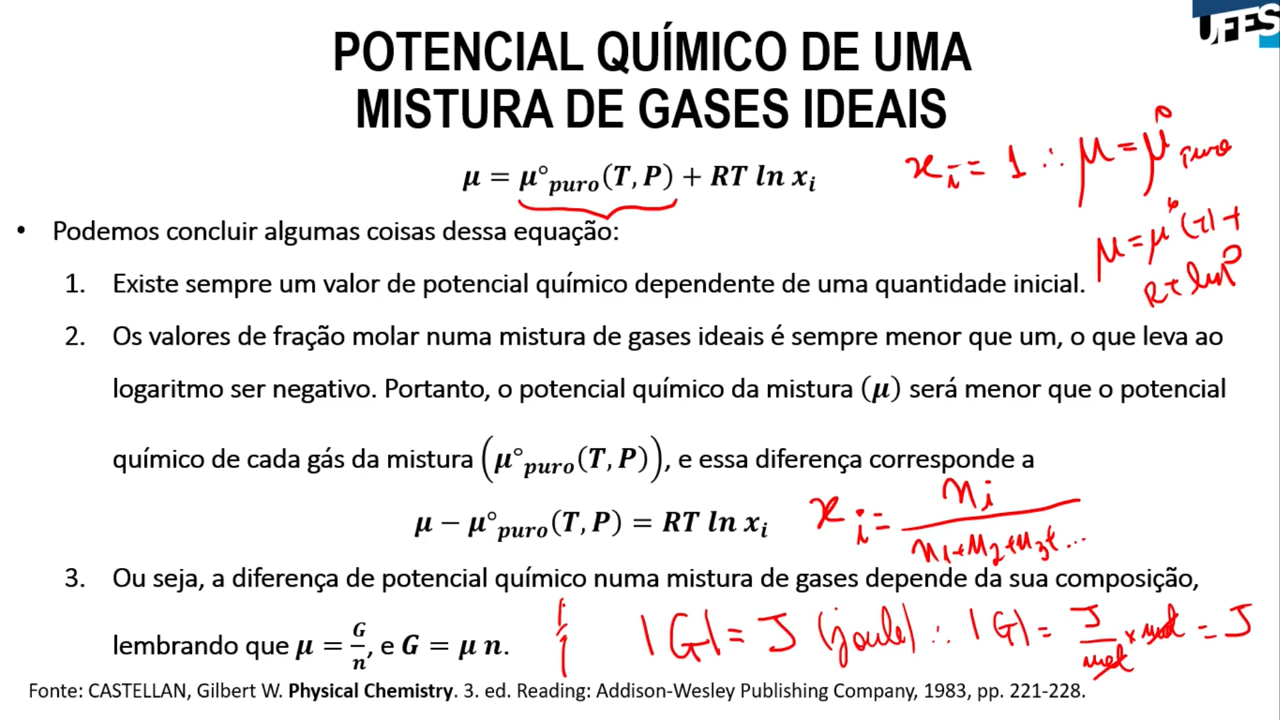 UFES
POTENCIAL QUÍMICO DE UMA
MISTURA DE GASES IDEAIS
μ = μ°puro(T, P) + RT ln xi
xi = 1 ∴ μ = μ° puro
μ = μ°(T) +
RT ln P
• Podemos concluir algumas coisas dessa equação:
1. Existe sempre um valor de potencial químico dependente de uma quantidade inicial.
2. Os valores de fração molar numa mistura de gases ideais é sempre menor que um, o que leva ao
logaritmo ser negativo. Portanto, o potencial químico da mistura (μ) será menor que o potencial
químico de cada gás da mistura (μ°puro(T, P)), e essa diferença corresponde a
μ − μ°puro(T, P) = RT ln xi
xi = ni / n1+n2+n3+...
3. Ou seja, a diferença de potencial químico numa mistura de gases depende da sua composição,
lembrando que μ = G/n, e G = μ n.
|G| = J (joule) ∴ |G| = J/mol × mol = J
Fonte: CASTELLAN, Gilbert W. Physical Chemistry. 3. ed. Reading: Addison-Wesley Publishing Company, 1983, pp. 221-228.